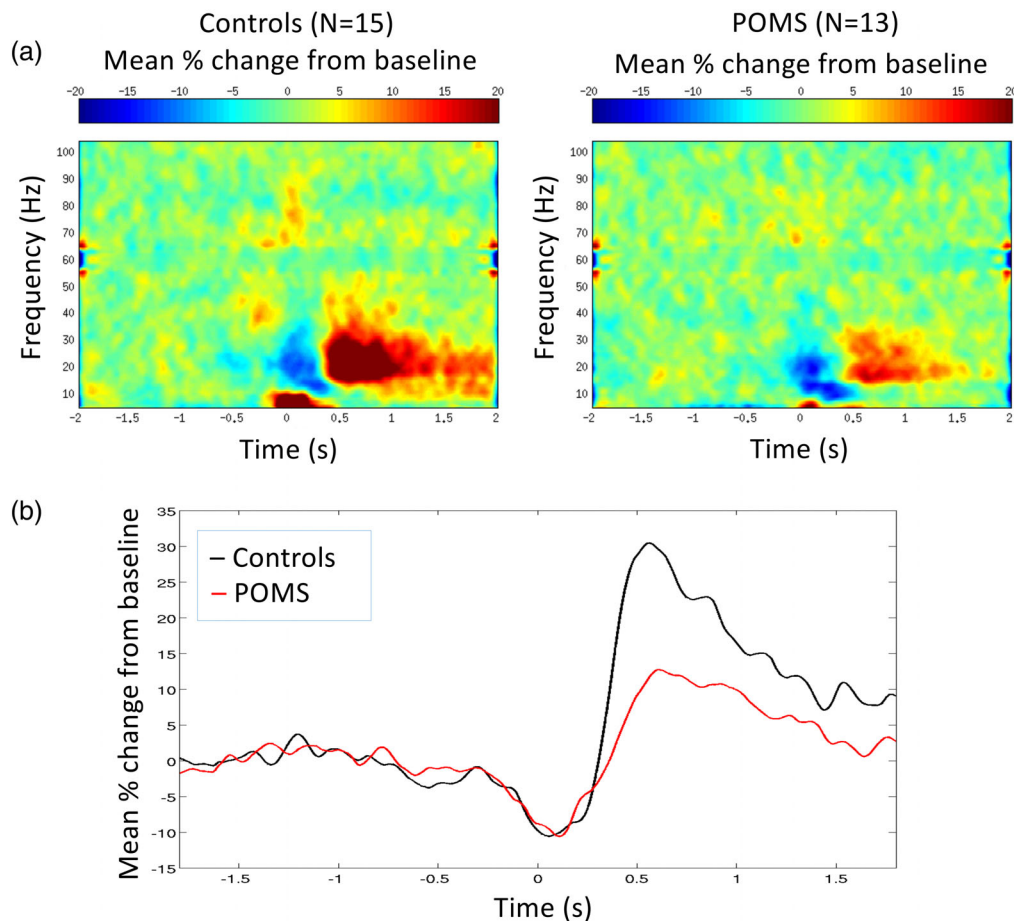 Controls (N=15)
POMS (N=13)
(a)
Mean % change from baseline
Mean % change from baseline
−20 −15 −10 −5 0 5 10 15 20
−20 −15 −10 −5 0 5 10 15 20
Frequency (Hz)
100
90
80
70
60
50
40
30
20
10
−2 −1.5 −1 −0.5 0.0 0.5 1 1.5 2
Time (s)
Frequency (Hz)
100
90
80
70
60
50
40
30
20
10
−2 −1.5 −1 −0.5 0.0 0.5 1 1.5 2
Time (s)
(b)
Mean % change from baseline
35
30
25
20
15
10
5
0
-5
-10
-15
Controls
POMS
-1.5 -1 -0.5 0 0.5 1 1.5
Time (s)